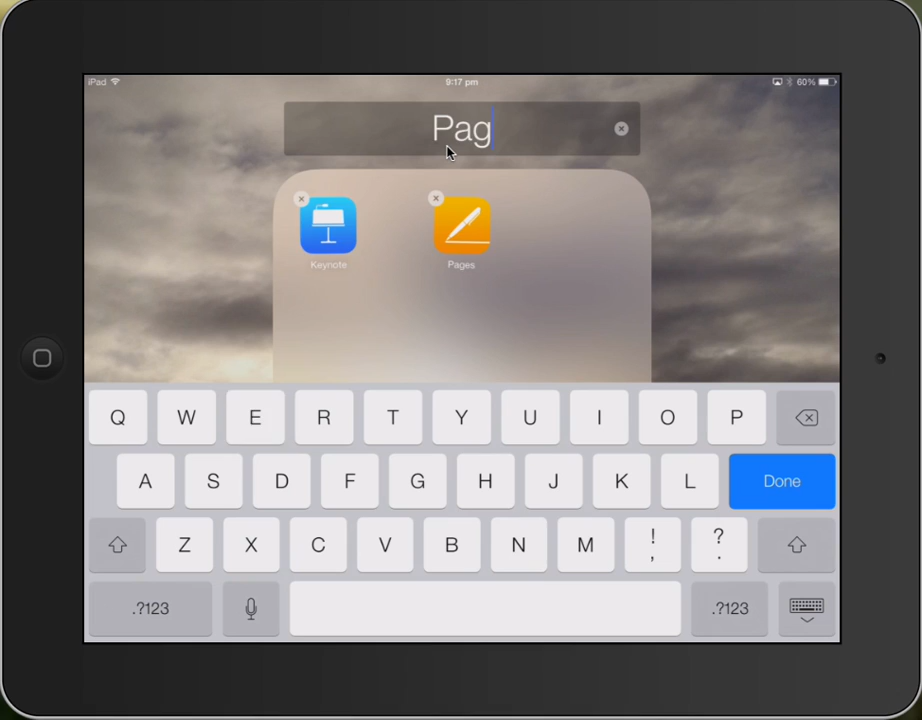 iPad 9:17 pm 60%
Pag
Keynote Pages
Q W E R T Y U I O P
A S D F G H J K L Done
Z X C V B N M ! , ? .
.?123 .?123